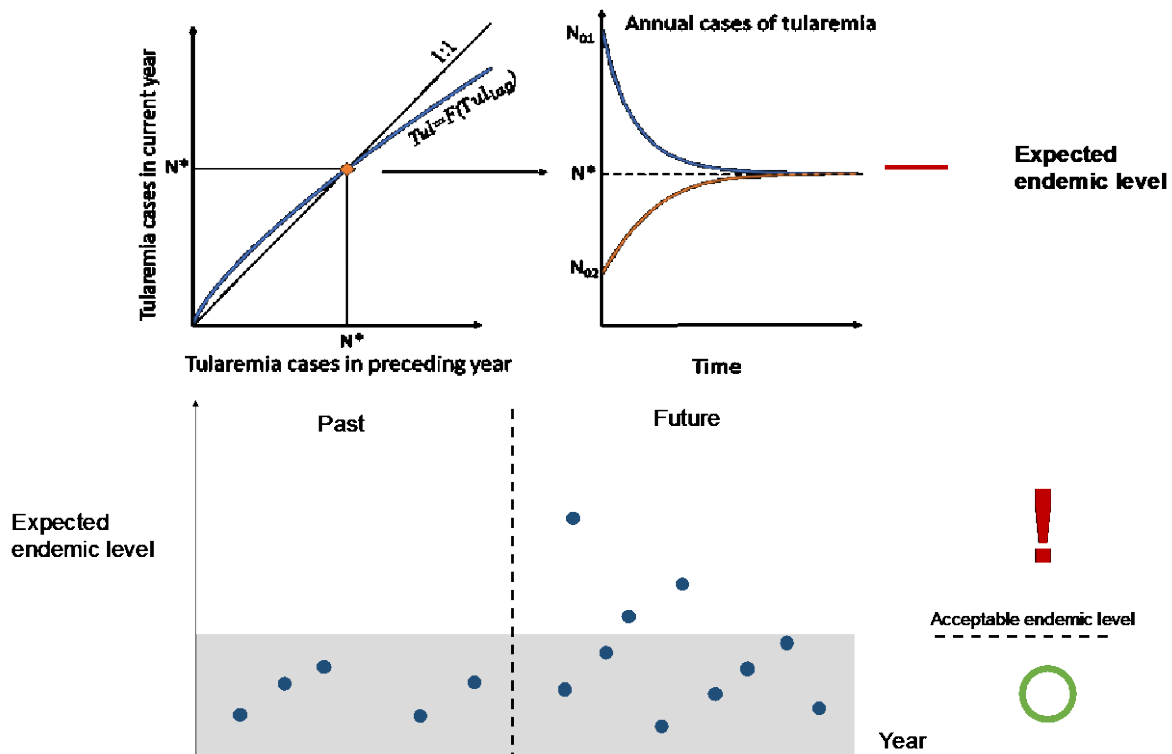 Tularemia cases in current year
N*
1:1
Tul=F(Tul_lag)
N*
Tularemia cases in preceding year
Annual cases of tularemia
N01
N*
N02
Time
Expected
endemic level
Past
Future
Expected
endemic level
Year
!
Acceptable endemic level